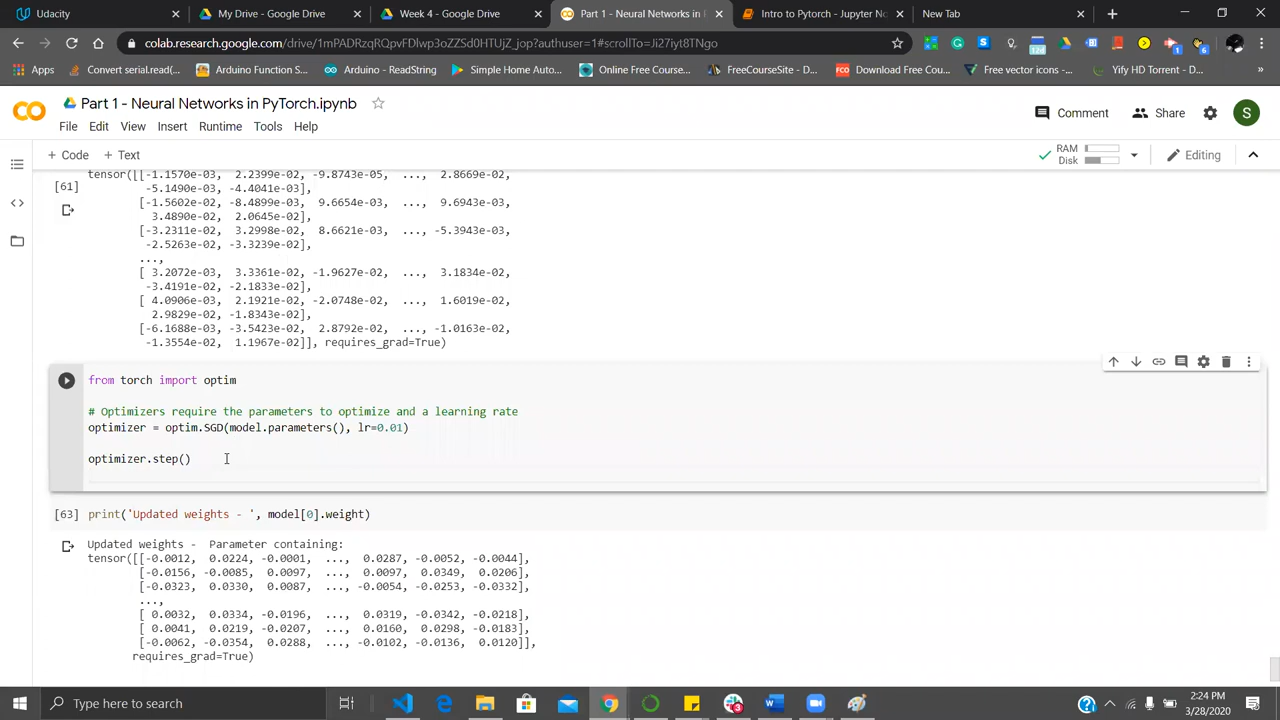 Udacity
My Drive - Google Drive
Week 4 - Google Drive
Part 1 - Neural Networks in P
Intro to Pytorch - Jupyter No
New Tab
colab.research.google.com/drive/1mPADRzqRQpvFDlwp3oZZSd0HTUjZ_jop?authuser=1#scrollTo=Ji27iyt8TNgo
Apps
Convert serial.read(...
Arduino Function S...
Arduino - ReadString
Simple Home Auto...
Online Free Course...
FreeCourseSite - D...
Download Free Cou...
Free vector icons -...
Yify HD Torrent - D...
Part 1 - Neural Networks in PyTorch.ipynb
Comment
Share
S
File Edit View Insert Runtime Tools Help
+ Code + Text
RAM
Disk
Editing
tensor([[-1.1570e-03, 2.2399e-02, -9.8743e-05, ..., 2.8669e-02,
[61]
-5.1490e-03, -4.4041e-03],
[-1.5602e-02, -8.4899e-03, 9.6654e-03, ..., 9.6943e-03,
3.4890e-02, 2.0645e-02],
[-3.2311e-02, 3.2998e-02, 8.6621e-03, ..., -5.3943e-03,
-2.5263e-02, -3.3239e-02],
...,
[ 3.2072e-03, 3.3361e-02, -1.9627e-02, ..., 3.1834e-02,
-3.4191e-02, -2.1833e-02],
[ 4.0906e-03, 2.1921e-02, -2.0748e-02, ..., 1.6019e-02,
2.9829e-02, -1.8343e-02],
[-6.1688e-03, -3.5423e-02, 2.8792e-02, ..., -1.0163e-02,
-1.3554e-02, 1.1967e-02]], requires_grad=True)
from torch import optim
# Optimizers require the parameters to optimize and a learning rate
optimizer = optim.SGD(model.parameters(), lr=0.01)
optimizer.step()
[63] print('Updated weights - ', model[0].weight)
Updated weights - Parameter containing:
tensor([[-0.0012, 0.0224, -0.0001, ..., 0.0287, -0.0052, -0.0044],
[-0.0156, -0.0085, 0.0097, ..., 0.0097, 0.0349, 0.0206],
[-0.0323, 0.0330, 0.0087, ..., -0.0054, -0.0253, -0.0332],
...,
[ 0.0032, 0.0334, -0.0196, ..., 0.0319, -0.0342, -0.0218],
[ 0.0041, 0.0219, -0.0207, ..., 0.0160, 0.0298, -0.0183],
[-0.0062, -0.0354, 0.0288, ..., -0.0102, -0.0136, 0.0120]],
requires_grad=True)
Type here to search
2:24 PM
3/28/2020